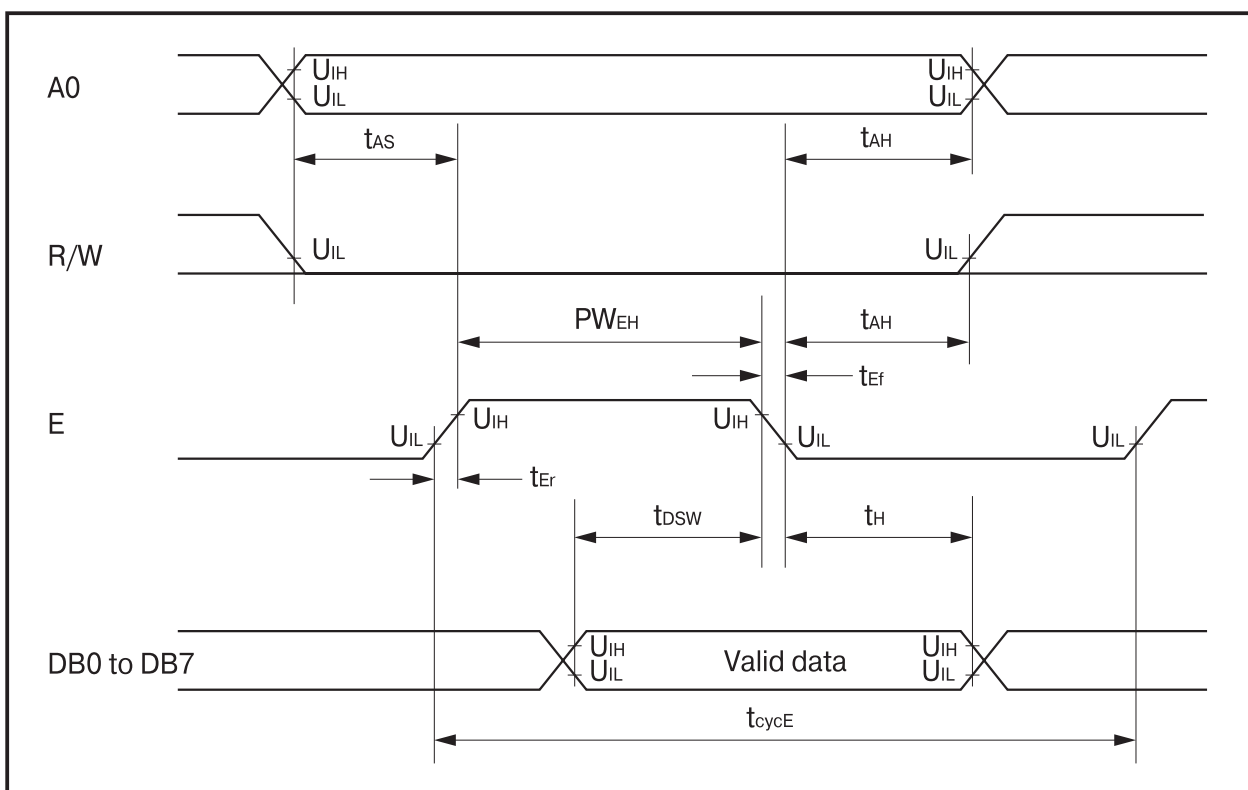 A0
UIH
UIL
UIH
UIL
tAS
tAH
R/W
UIL
UIL
PWEH
tAH
tEf
E
UIL
UIH
UIH
UIL
UIL
tEr
tDSW
tH
DB0 to DB7
UIH
UIL
Valid data
UIH
UIL
tcycE